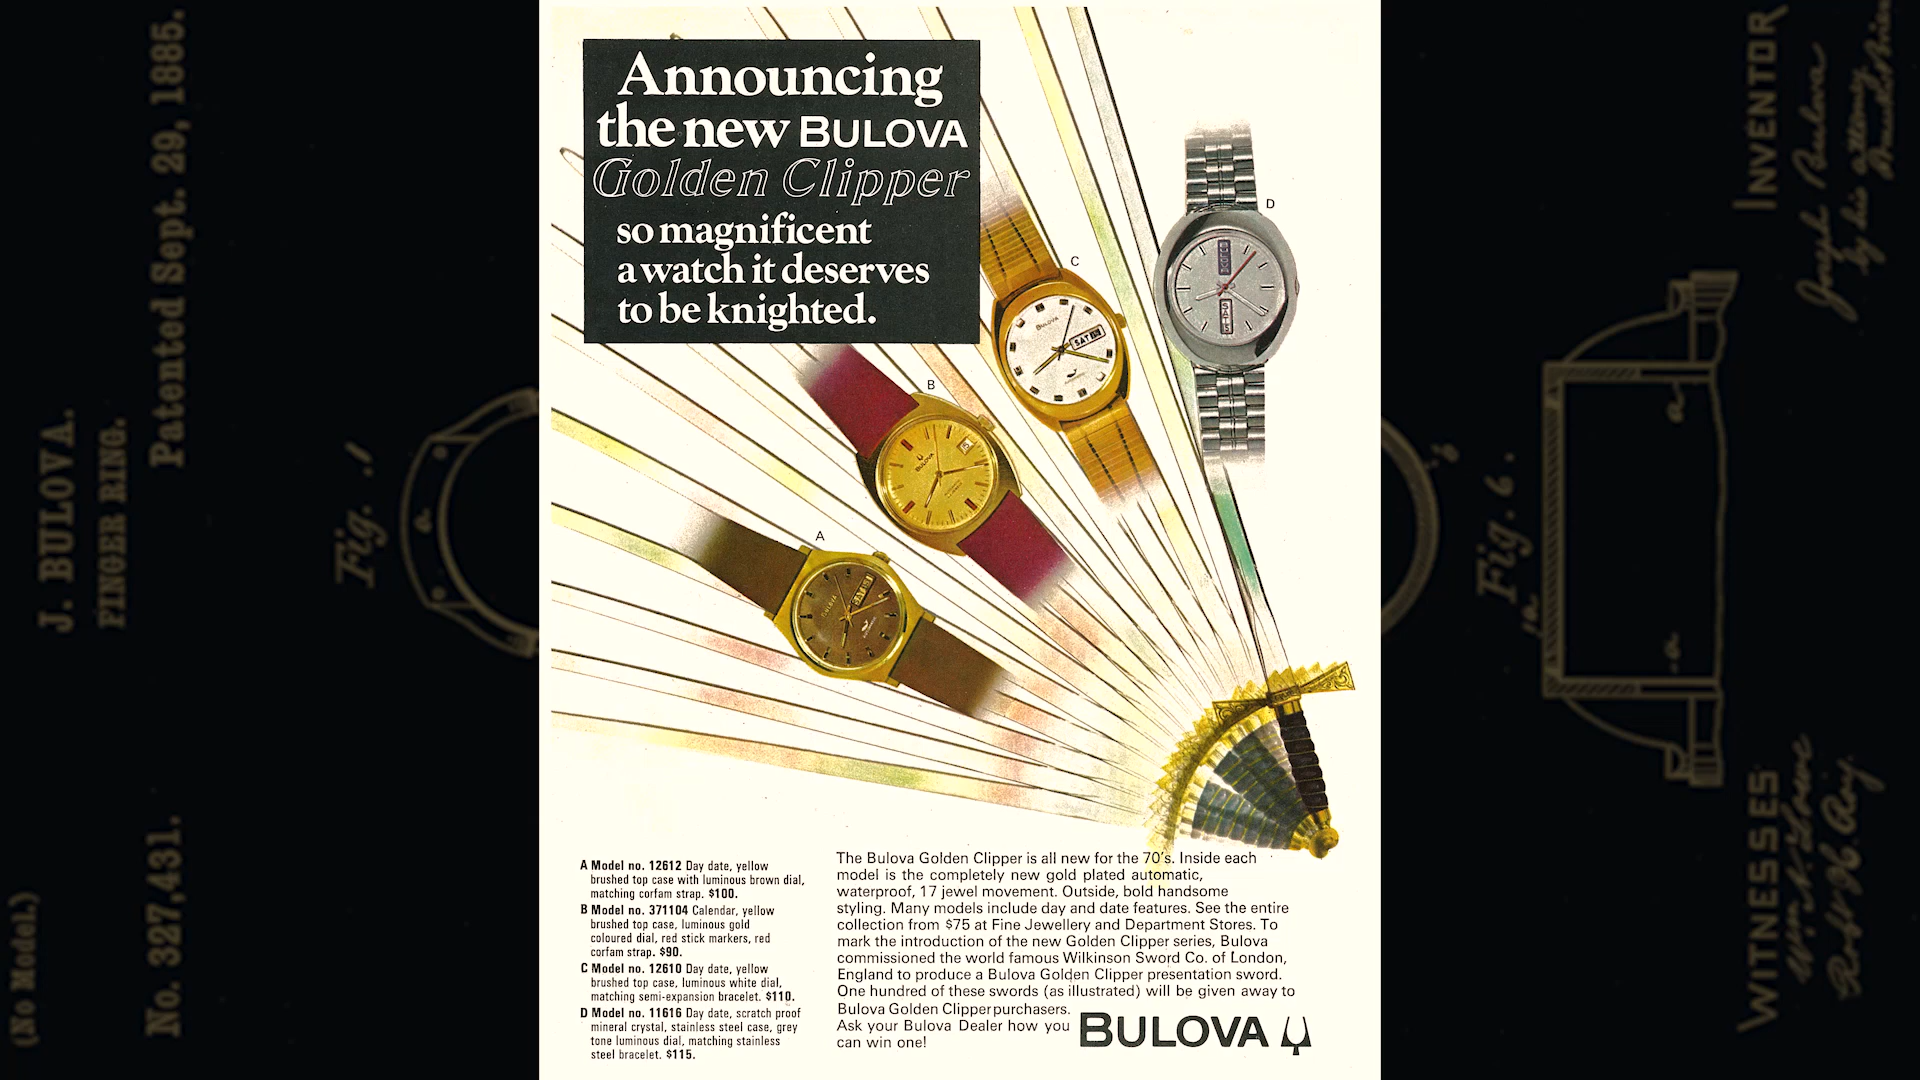 Announcing
the new BULOVA
Golden Clipper
so magnificent
a watch it deserves
to be knighted.
A
B
C
D
BULOVA
SAT
BULOVA
15
BULOVA
SAT
SAT 15
A Model no. 12612 Day date, yellow
brushed top case with luminous brown dial,
matching corfam strap. $100.
B Model no. 371104 Calendar, yellow
brushed top case, luminous gold
coloured dial, red stick markers, red
corfam strap. $90.
C Model no. 12610 Day date, yellow
brushed top case, luminous white dial,
matching semi-expansion bracelet. $110.
D Model no. 11616 Day date, scratch proof
mineral crystal, stainless steel case, grey
tone luminous dial, matching stainless
steel bracelet. $115.
The Bulova Golden Clipper is all new for the 70's. Inside each
model is the completely new gold plated automatic,
waterproof, 17 jewel movement. Outside, bold handsome
styling. Many models include day and date features. See the entire
collection from $75 at Fine Jewellery and Department Stores. To
mark the introduction of the new Golden Clipper series, Bulova
commissioned the world famous Wilkinson Sword Co. of London,
England to produce a Bulova Golden Clipper presentation sword.
One hundred of these swords (as illustrated) will be given away to
Bulova Golden Clipper purchasers.
Ask your Bulova Dealer how you
can win one!
BULOVA
(No Model.)
J. BULOVA.
FINGER RING.
No. 327,431.
Patented Sept. 29, 1885.
Fig. 1
a
Fig. 6.
a
a
WITNESSES
INVENTOR
Joseph Bulova
by his attorney